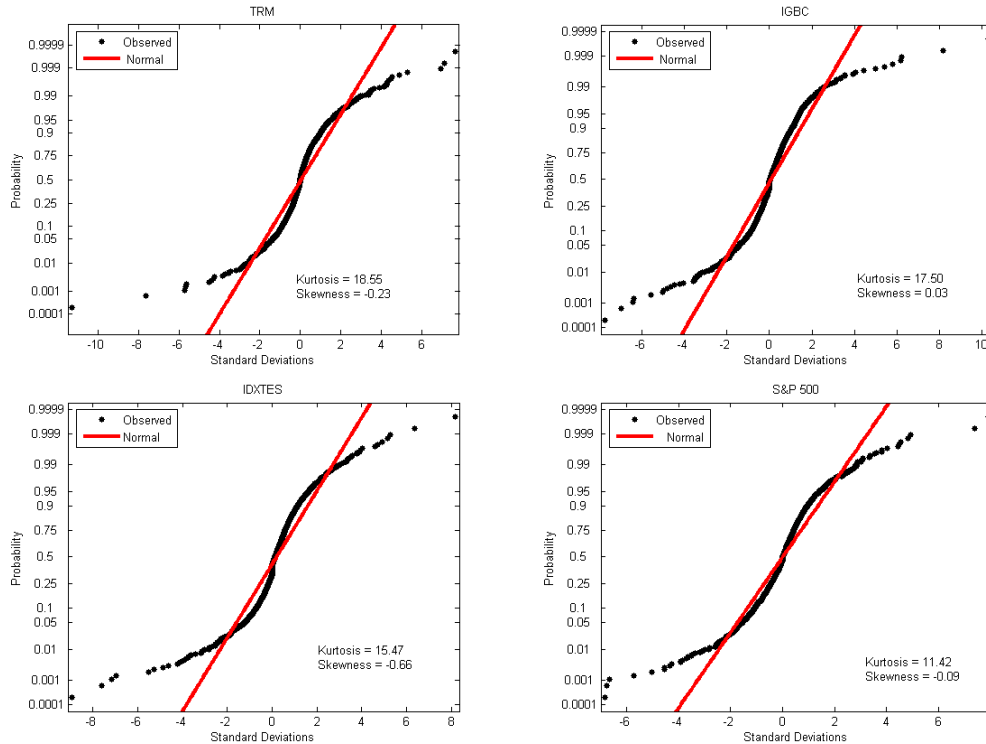 TRM
Observed
Normal
0.9999
0.999
0.99
0.95
0.9
0.75
0.5
0.25
0.1
0.05
0.01
0.001
0.0001
Probability
Kurtosis = 18.55
Skewness = -0.23
-10 -8 -6 -4 -2 0 2 4 6
Standard Deviations
IGBC
Observed
Normal
0.9999
0.999
0.99
0.95
0.9
0.75
0.5
0.25
0.1
0.05
0.01
0.001
0.0001
Probability
Kurtosis = 17.50
Skewness = 0.03
-6 -4 -2 0 2 4 6 8 10
Standard Deviations
IDXTES
Observed
Normal
0.9999
0.999
0.99
0.95
0.9
0.75
0.5
0.25
0.1
0.05
0.01
0.001
0.0001
Probability
Kurtosis = 15.47
Skewness = -0.66
-8 -6 -4 -2 0 2 4 6 8
Standard Deviations
S&P 500
Observed
Normal
0.9999
0.999
0.99
0.95
0.9
0.75
0.5
0.25
0.1
0.05
0.01
0.001
0.0001
Probability
Kurtosis = 11.42
Skewness = -0.09
-6 -4 -2 0 2 4 6
Standard Deviations